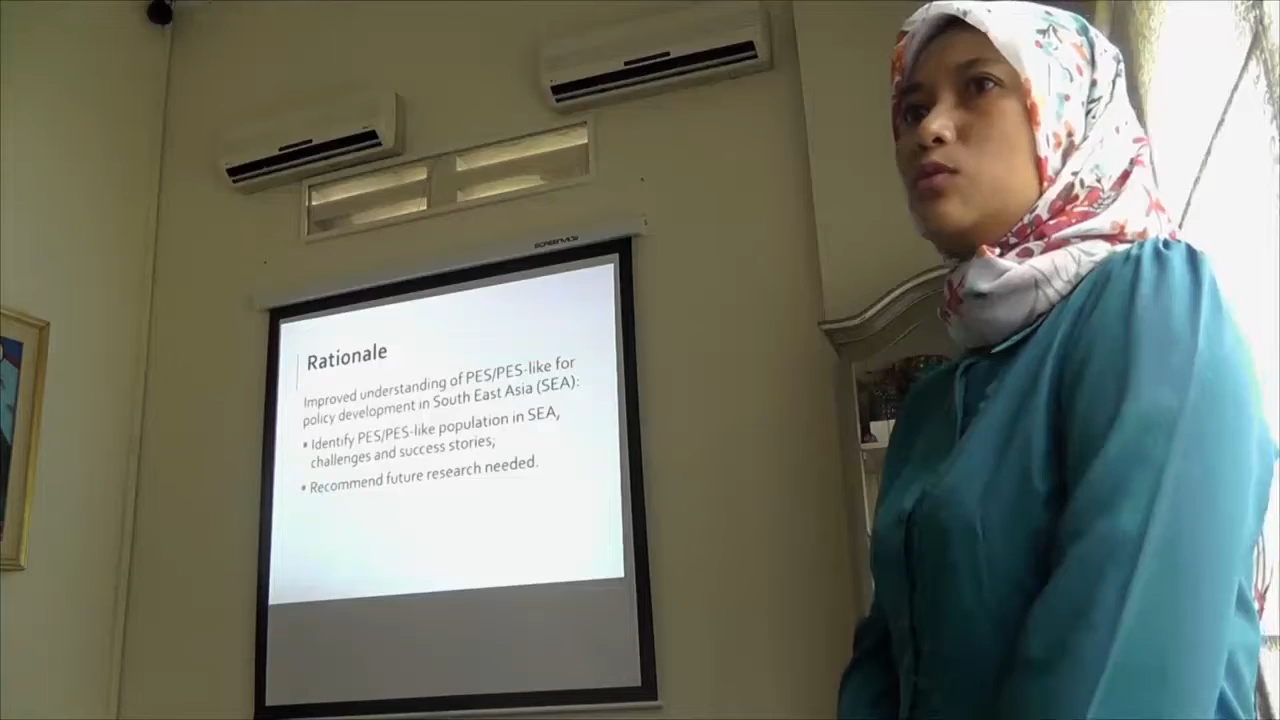 Rationale
Improved understanding of PES/PES-like for
policy development in South East Asia (SEA):
▪ Identify PES/PES-like population in SEA,
challenges and success stories;
▪ Recommend future research needed.